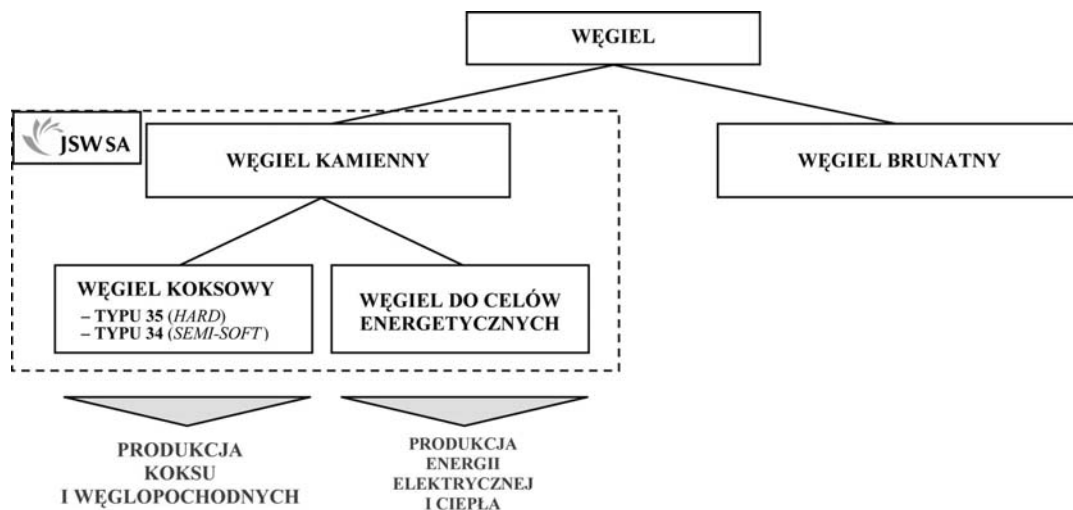 WĘGIEL
JSW SA
WĘGIEL KAMIENNY
WĘGIEL BRUNATNY
WĘGIEL KOKSOWY
– TYPU 35 (HARD)
– TYPU 34 (SEMI-SOFT)
WĘGIEL DO CELÓW
ENERGETYCZNYCH
PRODUKCJA
KOKSU
I WĘGLOPOCHODNYCH
PRODUKCJA
ENERGII
ELEKTRYCZNEJ
I CIEPŁA